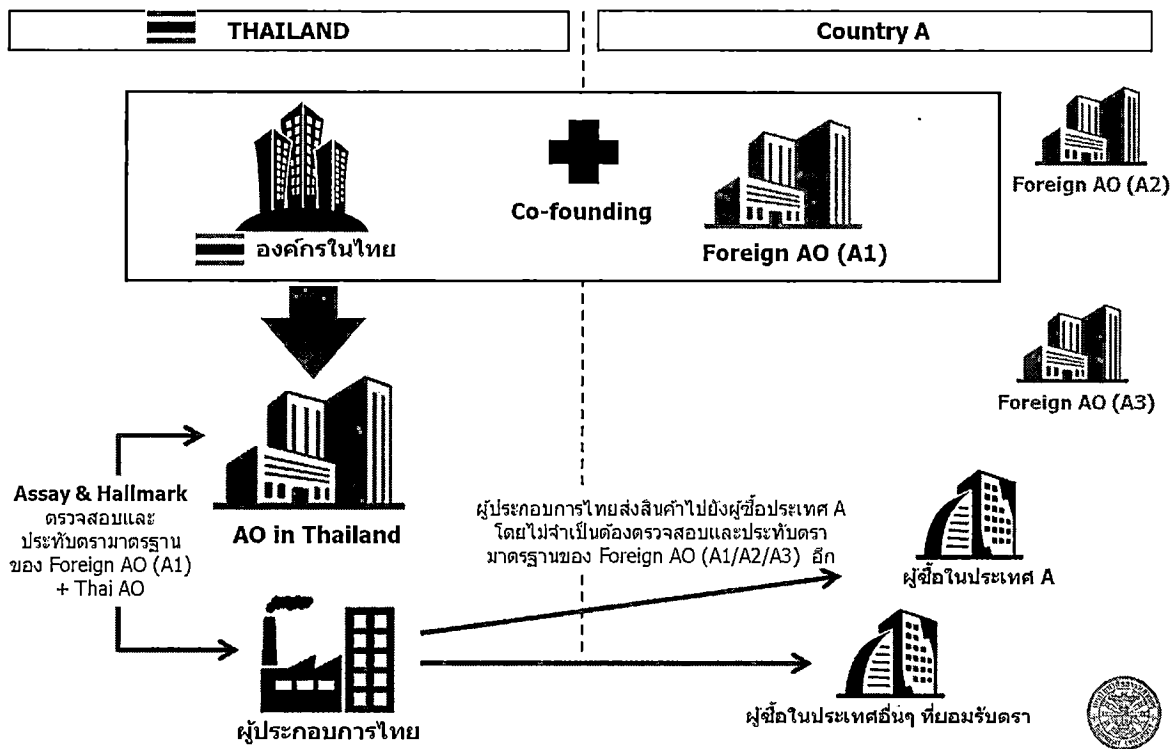 THAILAND
Country A
Co-founding
องค์กรในไทย
Foreign AO (A1)
Foreign AO (A2)
Foreign AO (A3)
Assay & Hallmark
ตรวจสอบและ
ประทับตรามาตรฐาน
ของ Foreign AO (A1)
+ Thai AO
AO in Thailand
ผู้ประกอบการไทยส่งสินค้าไปยังผู้ซื้อประเทศ A
โดยไม่จำเป็นต้องตรวจสอบและประทับตรา
มาตรฐานของ Foreign AO (A1/A2/A3) อีก
ผู้ซื้อในประเทศ A
ผู้ประกอบการไทย
ผู้ซื้อในประเทศอื่นๆ ที่ยอมรับตรา